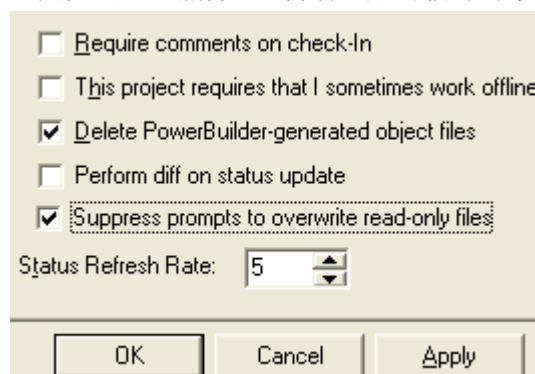 Require comments on check-In
This project requires that I sometimes work offline
Delete PowerBuilder-generated object files
Perform diff on status update
Suppress prompts to overwrite read-only files
Status Refresh Rate: 5
OK Cancel Apply